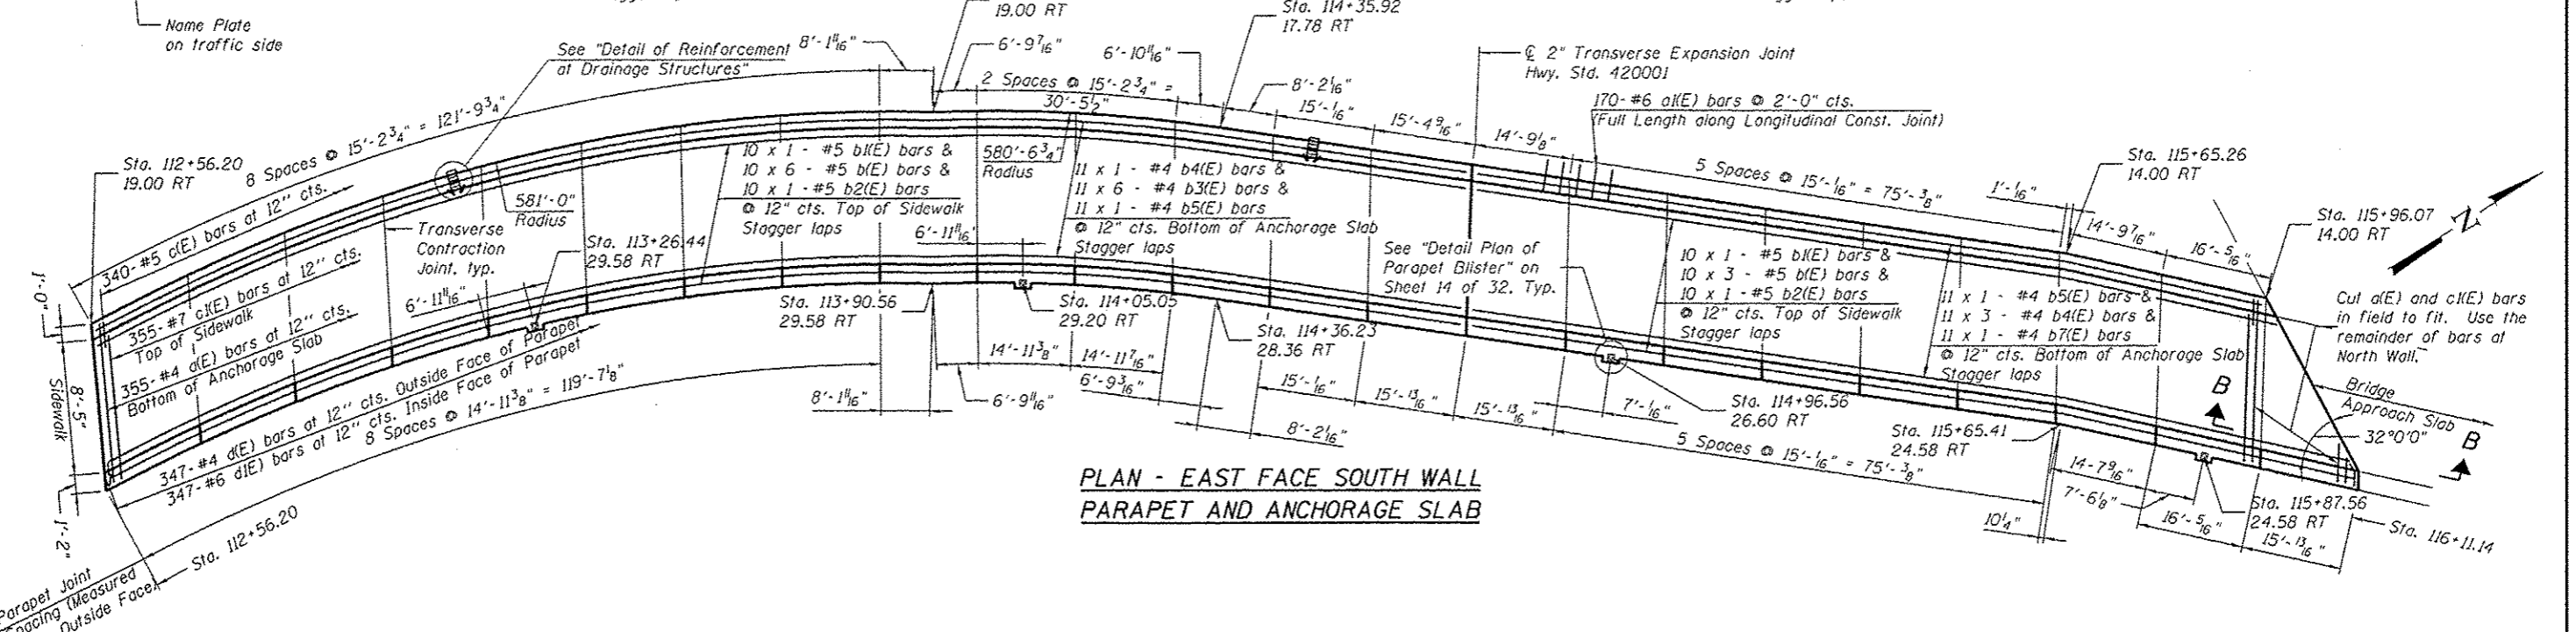 Name Plate
on traffic side
See "Detail of Reinforcement
at Drainage Structures"
8'-1 11/16"
19.00 RT
6'-9 7/16"
6'-10 11/16"
Sta. 114+35.92
17.78 RT
2 Spaces @ 15'-2 3/4" =
30'-5 1/2"
8'-2 1/16"
15'-1/16"
15'-4 9/16"
14'-9 1/8"
℄ 2" Transverse Expansion Joint
Hwy. Std. 420001
170-#6 a1(E) bars @ 2'-0" cts.
(Full Length along Longitudinal Const. Joint)
5 Spaces @ 15'-1/16" = 75'-3/8"
Sta. 115+65.26
14.00 RT
1'-1/16"
14'-9 7/16"
16'-5/16"
Sta. 115+96.07
14.00 RT
N
Sta. 112+56.20
19.00 RT
8 Spaces @ 15'-2 3/4" = 121'-9 3/4"
340-#5 c(E) bars at 12" cts.
581'-0"
Radius
Transverse
Contraction
Joint, typ.
6'-11 11/16"
Sta. 113+26.44
29.58 RT
10 x 1 - #5 b1(E) bars &
10 x 6 - #5 b(E) bars &
10 x 1 - #5 b2(E) bars
@ 12" cts. Top of Sidewalk
Stagger laps
580'-6 3/4"
Radius
11 x 1 - #4 b4(E) bars &
11 x 6 - #4 b3(E) bars &
11 x 1 - #4 b5(E) bars
@ 12" cts. Bottom of Anchorage Slab
Stagger laps
6'-11 11/16"
See "Detail Plan of
Parapet Blister" on
Sheet 14 of 32. Typ.
10 x 1 - #5 b1(E) bars &
10 x 3 - #5 b(E) bars &
10 x 1 - #5 b2(E) bars
@ 12" cts. Top of Sidewalk
Stagger laps
11 x 1 - #4 b5(E) bars &
11 x 3 - #4 b4(E) bars &
11 x 1 - #4 b7(E) bars
@ 12" cts. Bottom of Anchorage Slab
Stagger laps
Cut a(E) and c1(E) bars
in field to fit. Use the
remainder of bars at
North Wall.
Bridge
Approach Slab
32°0'0"
B
B
1'-0"
8'-5"
Sidewalk
1'-2"
355-#7 c1(E) bars at 12" cts.
Top of Sidewalk
355-#4 a(E) bars at 12" cts.
Bottom of Anchorage Slab
347-#4 d(E) bars at 12" cts. Outside Face of Parapet
347-#6 d1(E) bars at 12" cts. Inside Face of Parapet
8 Spaces @ 14'-11 3/8" = 119'-7 1/8"
Sta. 113+90.56
29.58 RT
Sta. 114+05.05
29.20 RT
Sta. 114+36.23
28.36 RT
14'-11 3/8"
14'-11 7/16"
6'-9 3/16"
8'-1 11/16"
6'-9 11/16"
15'-1/16"
15'-13/16"
15'-13/16"
7'-1/16"
8'-2 1/16"
Sta. 114+96.56
26.60 RT
5 Spaces @ 15'-1/16" = 75'-3/8"
Sta. 115+65.41
24.58 RT
14'-7 9/16"
7'-6 1/8"
10 1/4"
16'-5/16"
15'-13/16"
Sta. 115+87.56
24.58 RT
Sta. 116+11.14
Sta. 112+56.20
Parapet Joint
Spacing (Measured
Outside Face)
PLAN - EAST FACE SOUTH WALL
PARAPET AND ANCHORAGE SLAB